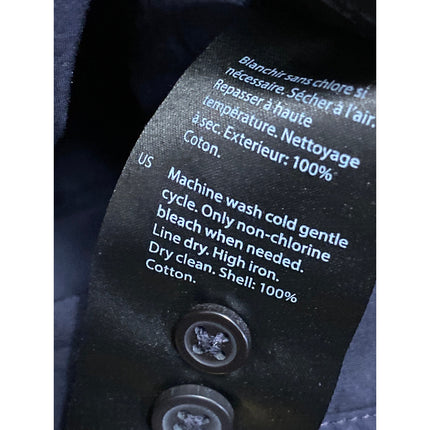 Blanchir sans chlore si
nécessaire. Sécher à l'air.
Repasser à haute
température. Nettoyage
à sec. Exterieur: 100%
Coton.
US
Machine wash cold gentle
cycle. Only non-chlorine
bleach when needed.
Line dry. High iron.
Dry clean. Shell: 100%
Cotton.